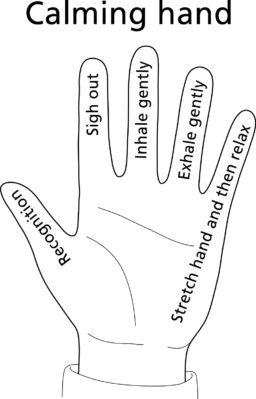 Calming hand
Recognition
Sigh out
Inhale gently
Exhale gently
Stretch hand and then relax